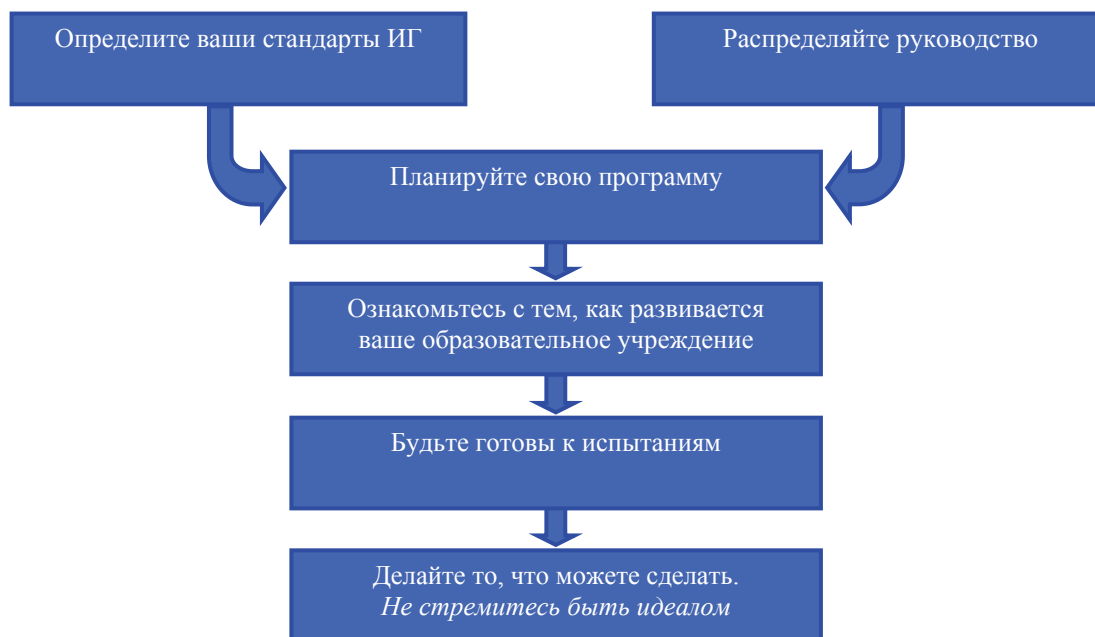 Определите ваши стандарты ИГ
Распределяйте руководство
Планируйте свою программу
Ознакомьтесь с тем, как развивается
ваше образовательное учреждение
Будьте готовы к испытаниям
Делайте то, что можете сделать.
Не стремитесь быть идеалом